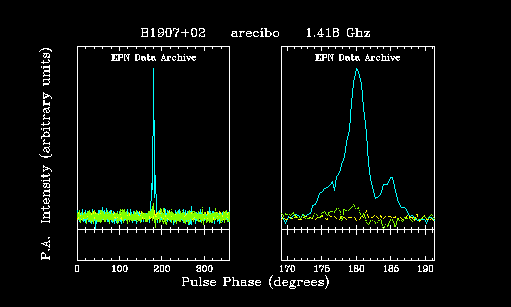 B1907+02 arecibo 1.418 Ghz
EPN Data Archive EPN Data Archive
P.A. Intensity (arbitrary units)
0 100 200 300 170 175 180 185 190
Pulse Phase (degrees)